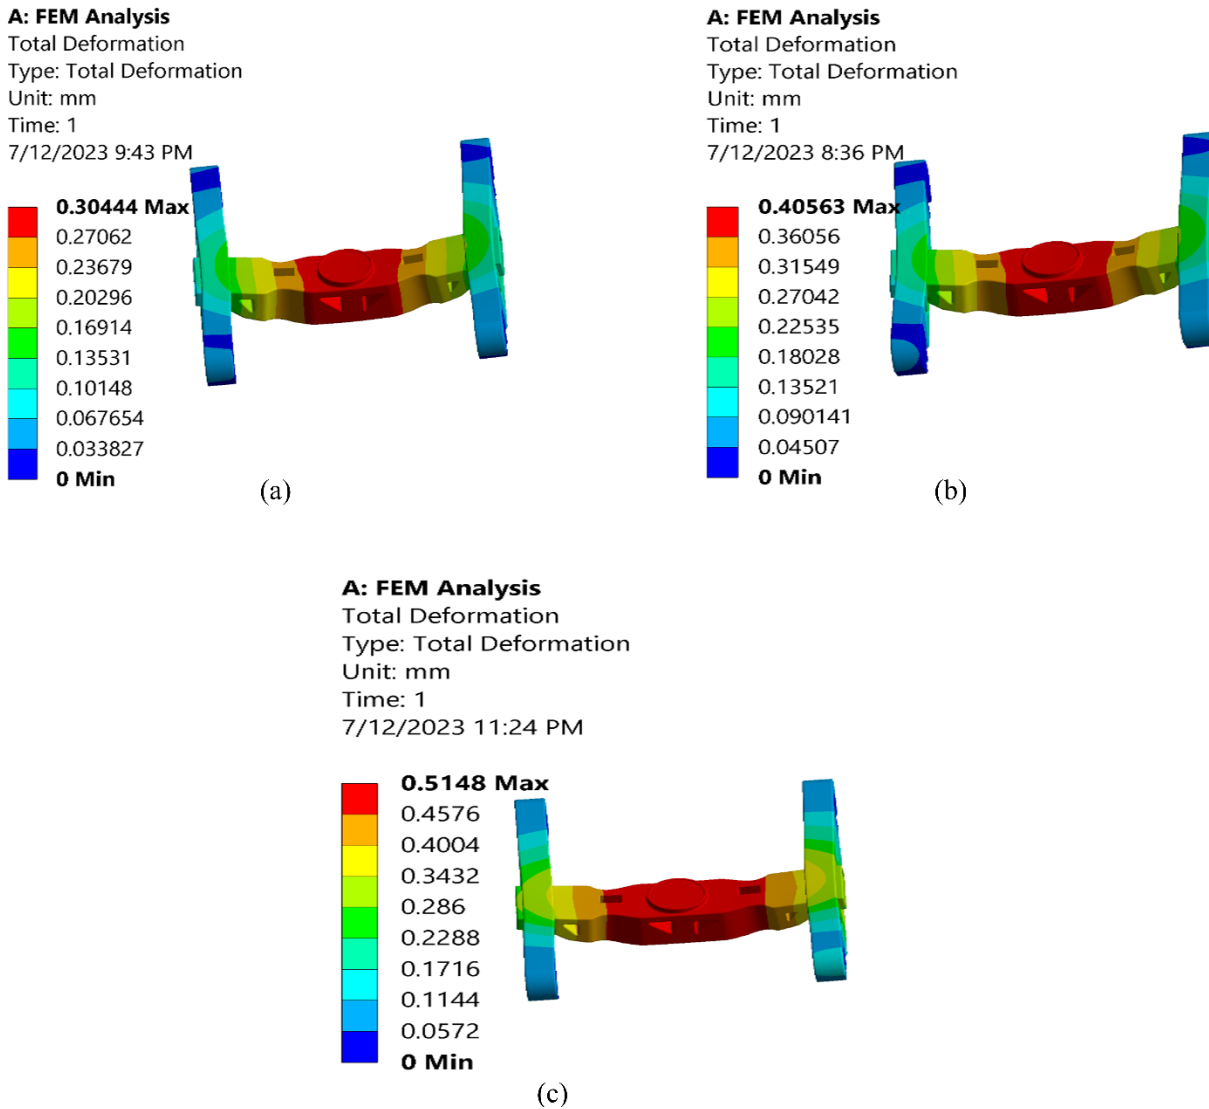 A: FEM Analysis
Total Deformation
Type: Total Deformation
Unit: mm
Time: 1
7/12/2023 9:43 PM
0.30444 Max
0.27062
0.23679
0.20296
0.16914
0.13531
0.10148
0.067654
0.033827
0 Min
(a)
A: FEM Analysis
Total Deformation
Type: Total Deformation
Unit: mm
Time: 1
7/12/2023 8:36 PM
0.40563 Max
0.36056
0.31549
0.27042
0.22535
0.18028
0.13521
0.090141
0.04507
0 Min
(b)
A: FEM Analysis
Total Deformation
Type: Total Deformation
Unit: mm
Time: 1
7/12/2023 11:24 PM
0.5148 Max
0.4576
0.4004
0.3432
0.286
0.2288
0.1716
0.1144
0.0572
0 Min
(c)